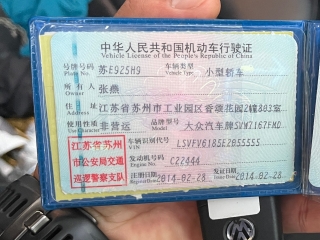 中华人民共和国机动车行驶证
Vehicle License of the People's Republic of China
号牌号码 苏E925H9 车辆类型 小型轿车
Plate No. Vehicle Type
所有人 张燕
Owner
住址 江苏省苏州市工业园区荟翠花园2幢803室
Address
使用性质 非营运 品牌型号 大众汽车牌SVW7167FMD
Use Character Model
江苏省苏州
市公安局交通
巡逻警察支队
车辆识别代号 LSVFV6185E2055555
VIN
发动机号码 C22444
Engine No.
注册日期 2014-02-28 发证日期 2014-02-28
Register Date Issue Date